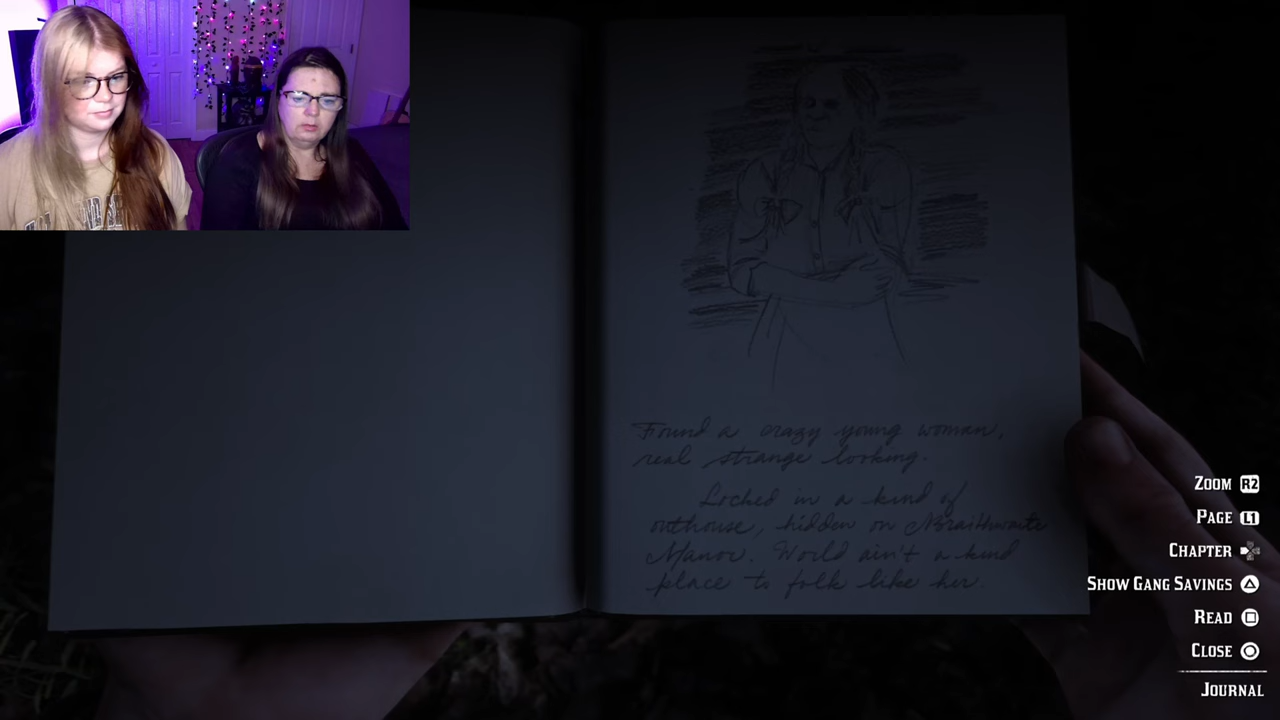 Found a crazy young woman,
real strange looking.
Locked in a kind of
outhouse, hidden on Braithwaite
Manor. World ain't a kind
place to folk like her.
ZOOM R2
PAGE L1
CHAPTER
SHOW GANG SAVINGS
READ
CLOSE
JOURNAL